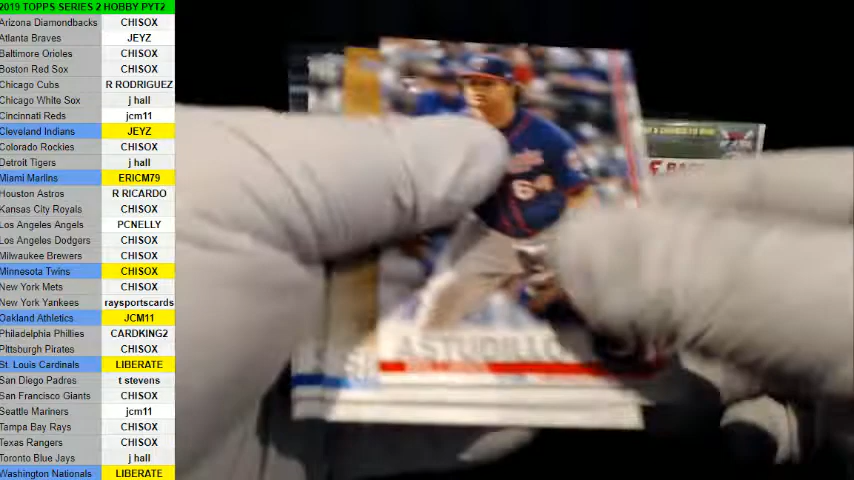 2019 TOPPS SERIES 2 HOBBY PYT2
Arizona Diamondbacks CHISOX
Atlanta Braves JEYZ
Baltimore Orioles CHISOX
Boston Red Sox CHISOX
Chicago Cubs R RODRIGUEZ
Chicago White Sox j hall
Cincinnati Reds jcm11
Cleveland Indians JEYZ
Colorado Rockies CHISOX
Detroit Tigers j hall
Miami Marlins ERICM79
Houston Astros R RICARDO
Kansas City Royals CHISOX
Los Angeles Angels PCNELLY
Los Angeles Dodgers CHISOX
Milwaukee Brewers CHISOX
Minnesota Twins CHISOX
New York Mets CHISOX
New York Yankees raysportscards
Oakland Athletics JCM11
Philadelphia Phillies CARDKING2
Pittsburgh Pirates CHISOX
St. Louis Cardinals LIBERATE
San Diego Padres t stevens
San Francisco Giants CHISOX
Seattle Mariners jcm11
Tampa Bay Rays CHISOX
Texas Rangers CHISOX
Toronto Blue Jays j hall
Washington Nationals LIBERATE
ASTUDILLO